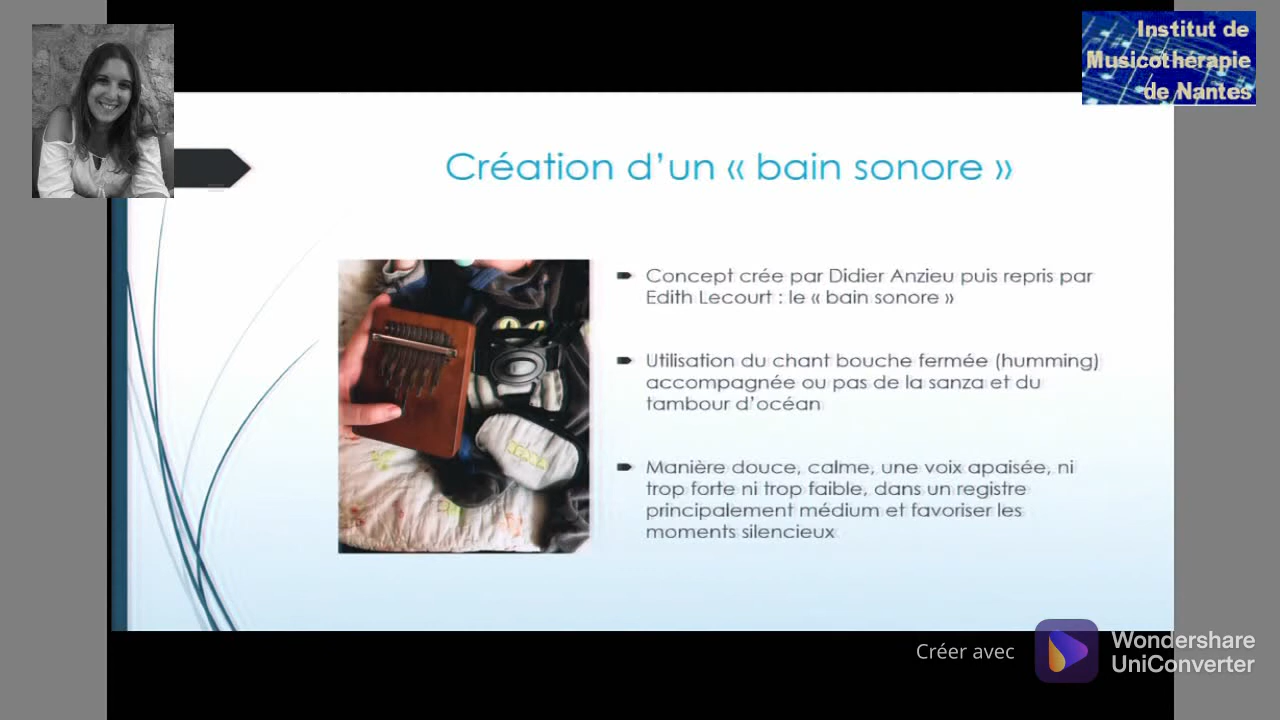 Institut de
Musicothérapie
de Nantes
Création d'un « bain sonore »
Concept crée par Didier Anzieu puis repris par
Edith Lecourt : le « bain sonore »
Utilisation du chant bouche fermée (humming)
accompagnée ou pas de la sanza et du
tambour d'océan
Manière douce, calme, une voix apaisée, ni
trop forte ni trop faible, dans un registre
principalement médium et favoriser les
moments silencieux
Créer avec
Wondershare
UniConverter